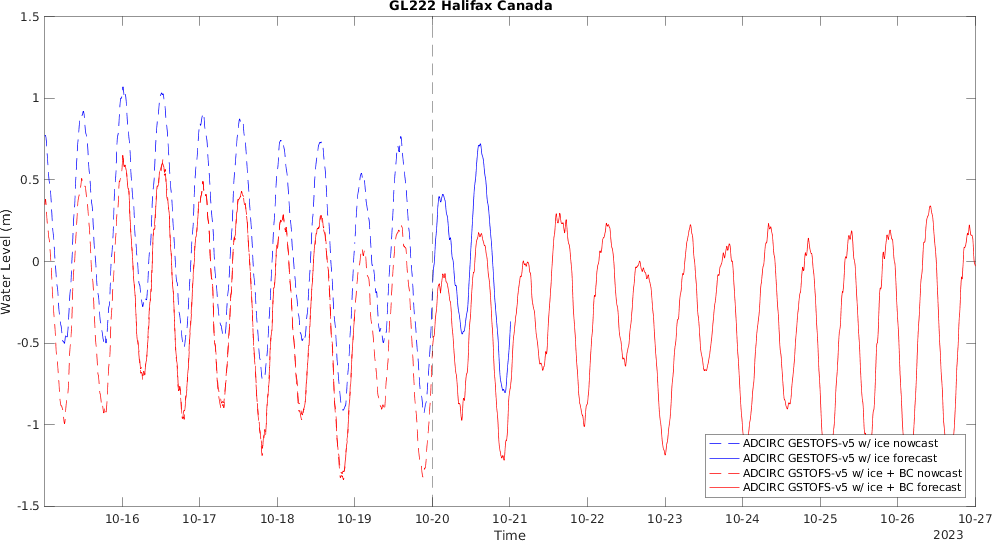 GL222 Halifax Canada
1.5
1
0.5
0
-0.5
-1
-1.5
Water Level (m)
ADCIRC GESTOFS-v5 w/ ice nowcast
ADCIRC GESTOFS-v5 w/ ice forecast
ADCIRC GSTOFS-v5 w/ ice + BC nowcast
ADCIRC GSTOFS-v5 w/ ice + BC forecast
10-16 10-17 10-18 10-19 10-20 10-21 10-22 10-23 10-24 10-25 10-26 10-27
Time
2023